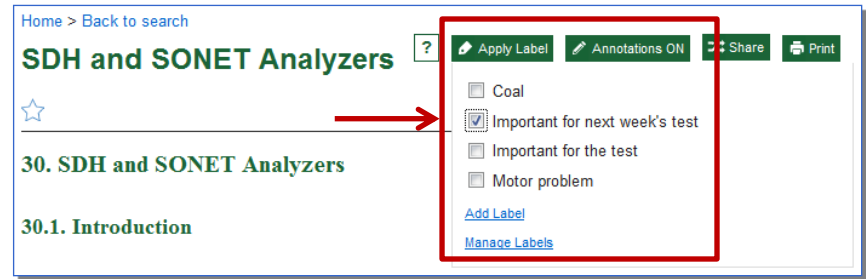 Home > Back to search
SDH and SONET Analyzers
? Apply Label Annotations ON Share Print
Coal
Important for next week's test
Important for the test
Motor problem
Add Label
Manage Labels
30. SDH and SONET Analyzers
30.1. Introduction